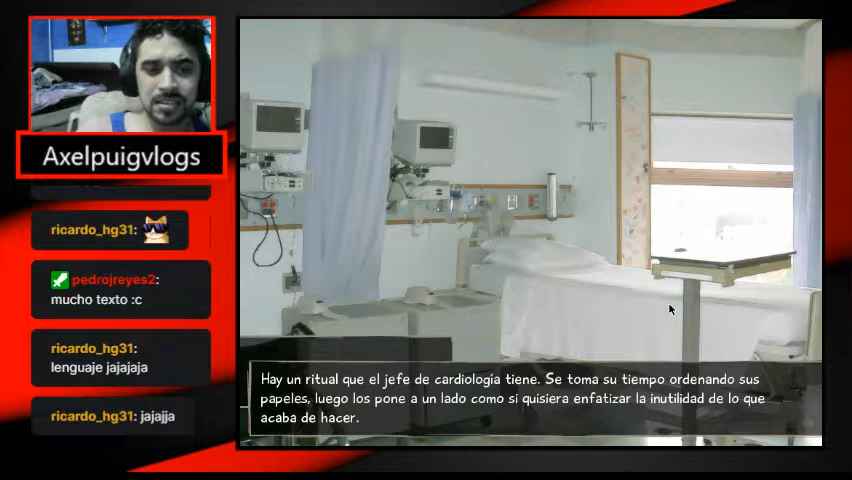 Axelpuigvlogs
ricardo_hg31:
pedrojreyes2:
mucho texto :c
ricardo_hg31:
lenguaje jajajaja
ricardo_hg31: jajajja
Hay un ritual que el jefe de cardiología tiene. Se toma su tiempo ordenando sus
papeles, luego los pone a un lado como si quisiera enfatizar la inutilidad de lo que
acaba de hacer.